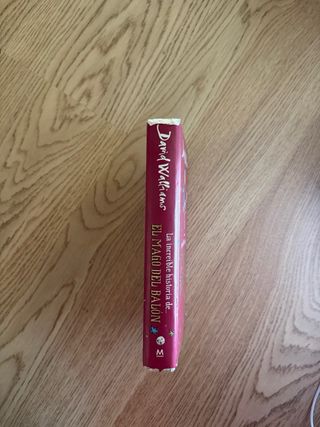 David Walliams
La increíble historia de
EL MAGO DEL BALÓN
M